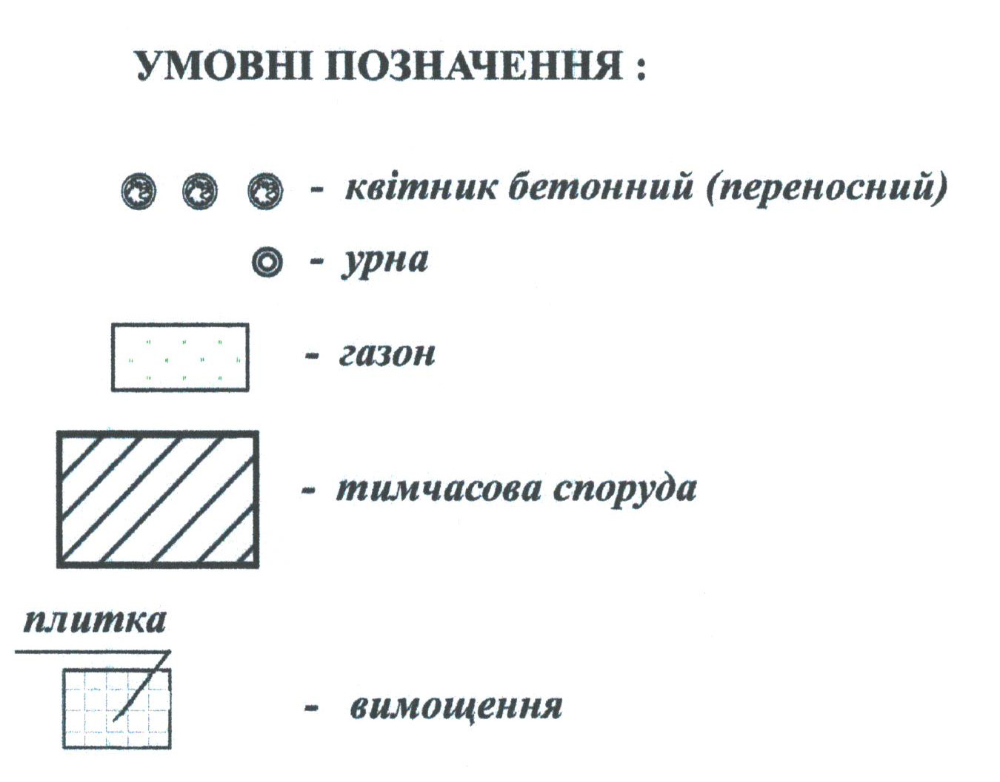 УМОВНІ ПОЗНАЧЕННЯ :
- квітник бетонний (переносний)
- урна
- газон
- тимчасова споруда
плитка
- вимощення